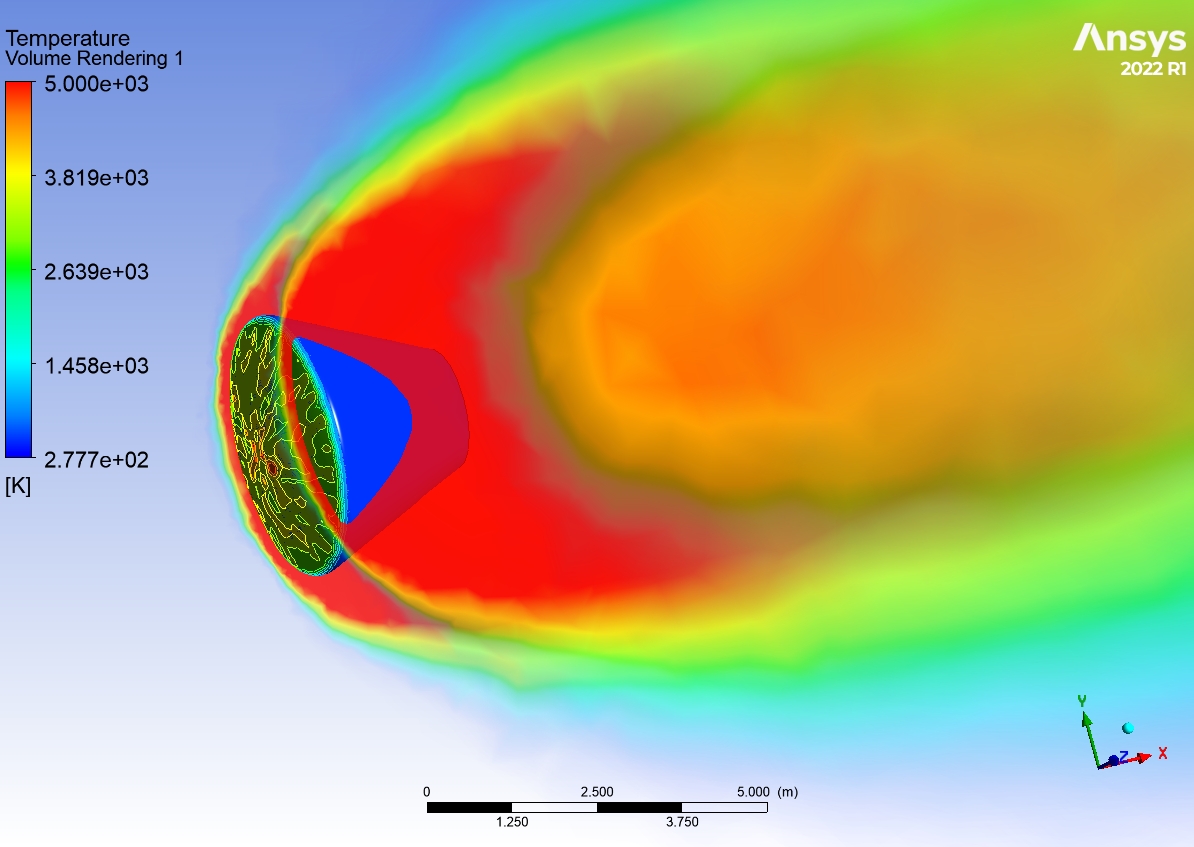 Temperature
Volume Rendering 1
5.000e+03
3.819e+03
2.639e+03
1.458e+03
2.777e+02
[K]
Ansys
2022 R1
0 2.500 5.000 (m)
1.250 3.750
Y
Z X